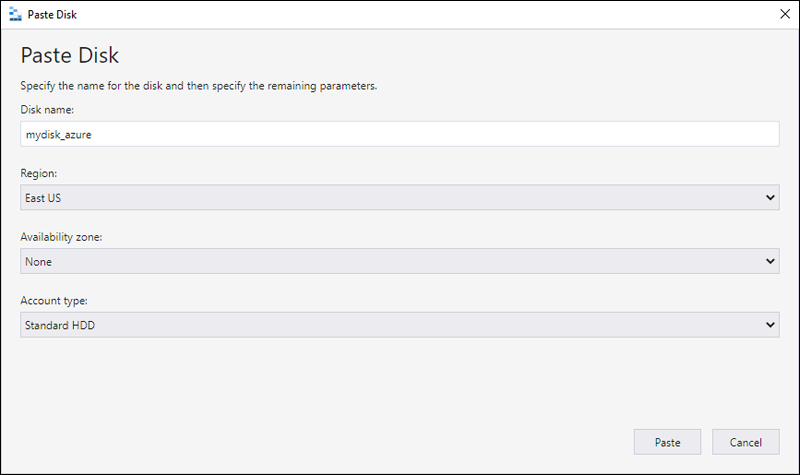 Paste Disk
Paste Disk
Specify the name for the disk and then specify the remaining parameters.
Disk name:
mydisk_azure
Region:
East US
Availability zone:
None
Account type:
Standard HDD
Paste Cancel